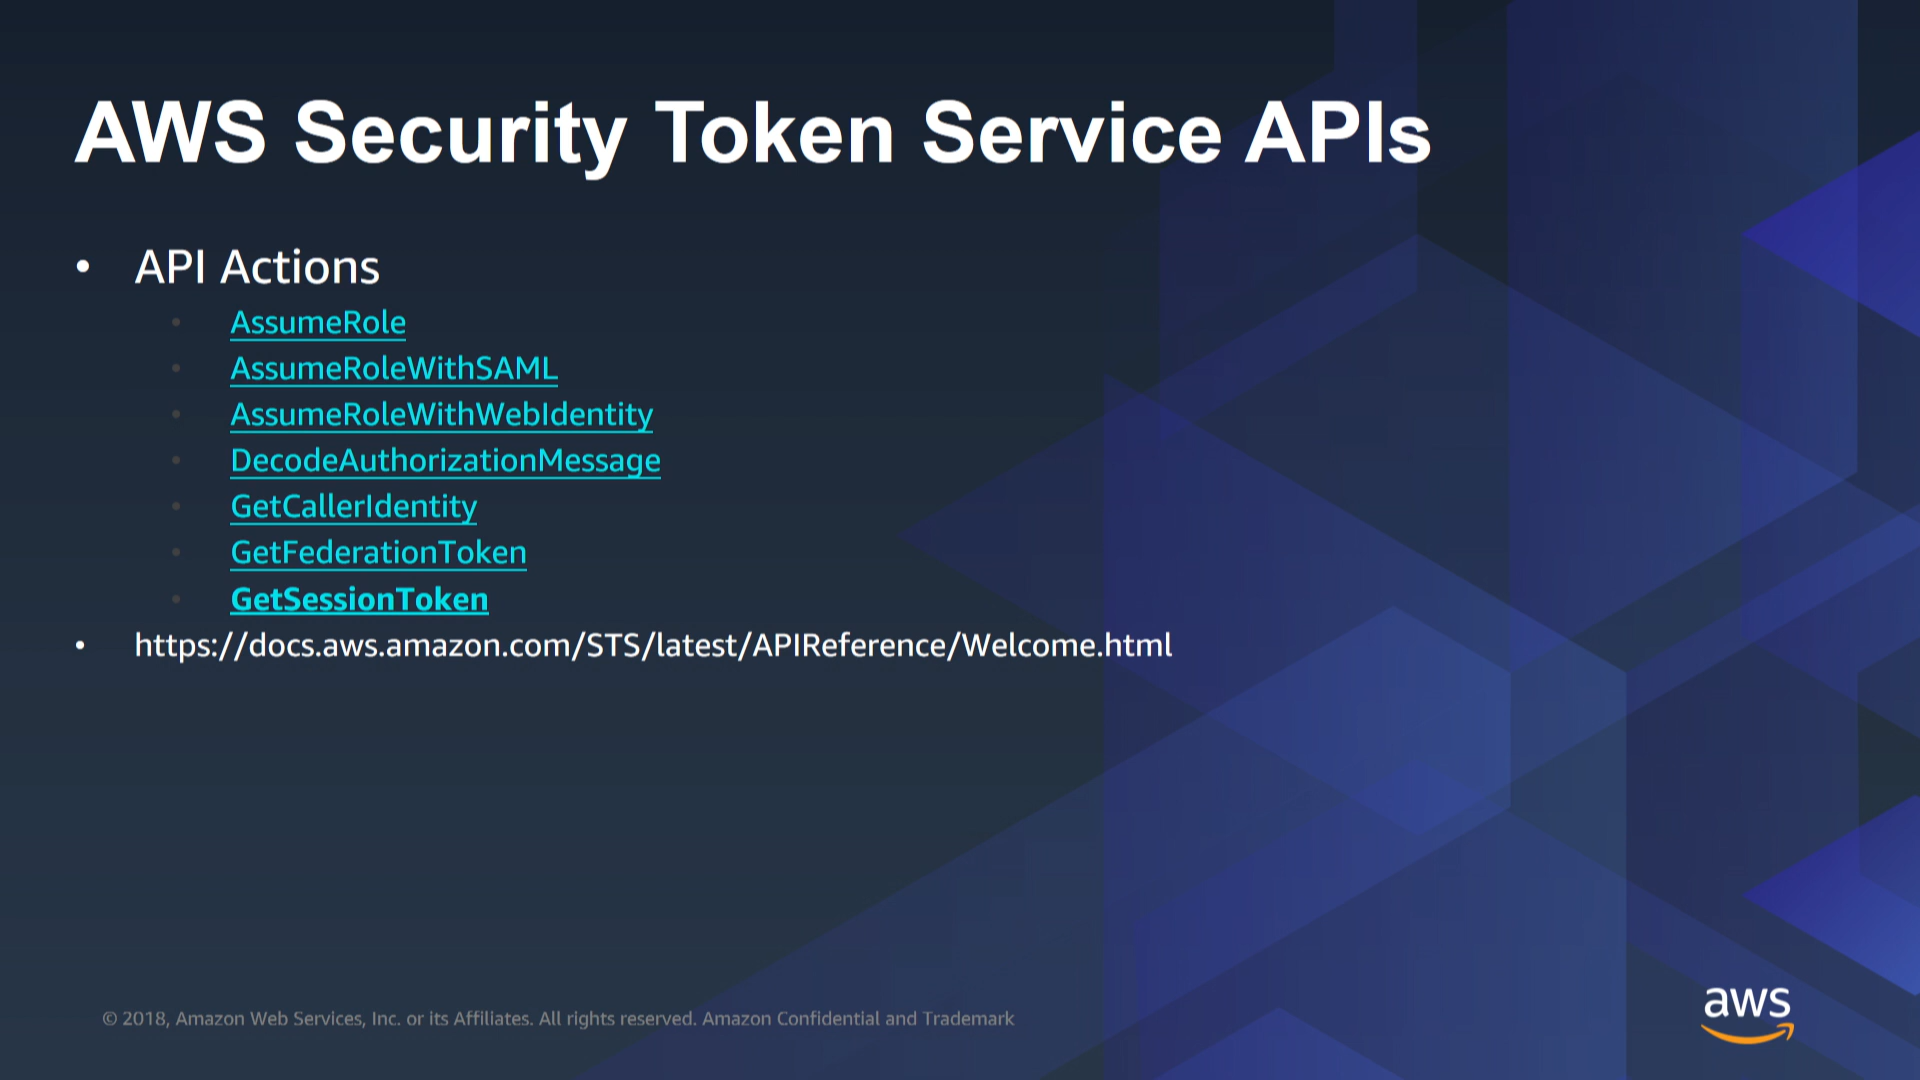 AWS Security Token Service APIs
• API Actions
• AssumeRole
• AssumeRoleWithSAML
• AssumeRoleWithWebIdentity
• DecodeAuthorizationMessage
• GetCallerIdentity
• GetFederationToken
• GetSessionToken
• https://docs.aws.amazon.com/STS/latest/APIReference/Welcome.html
© 2018, Amazon Web Services, Inc. or its Affiliates. All rights reserved. Amazon Confidential and Trademark
aws